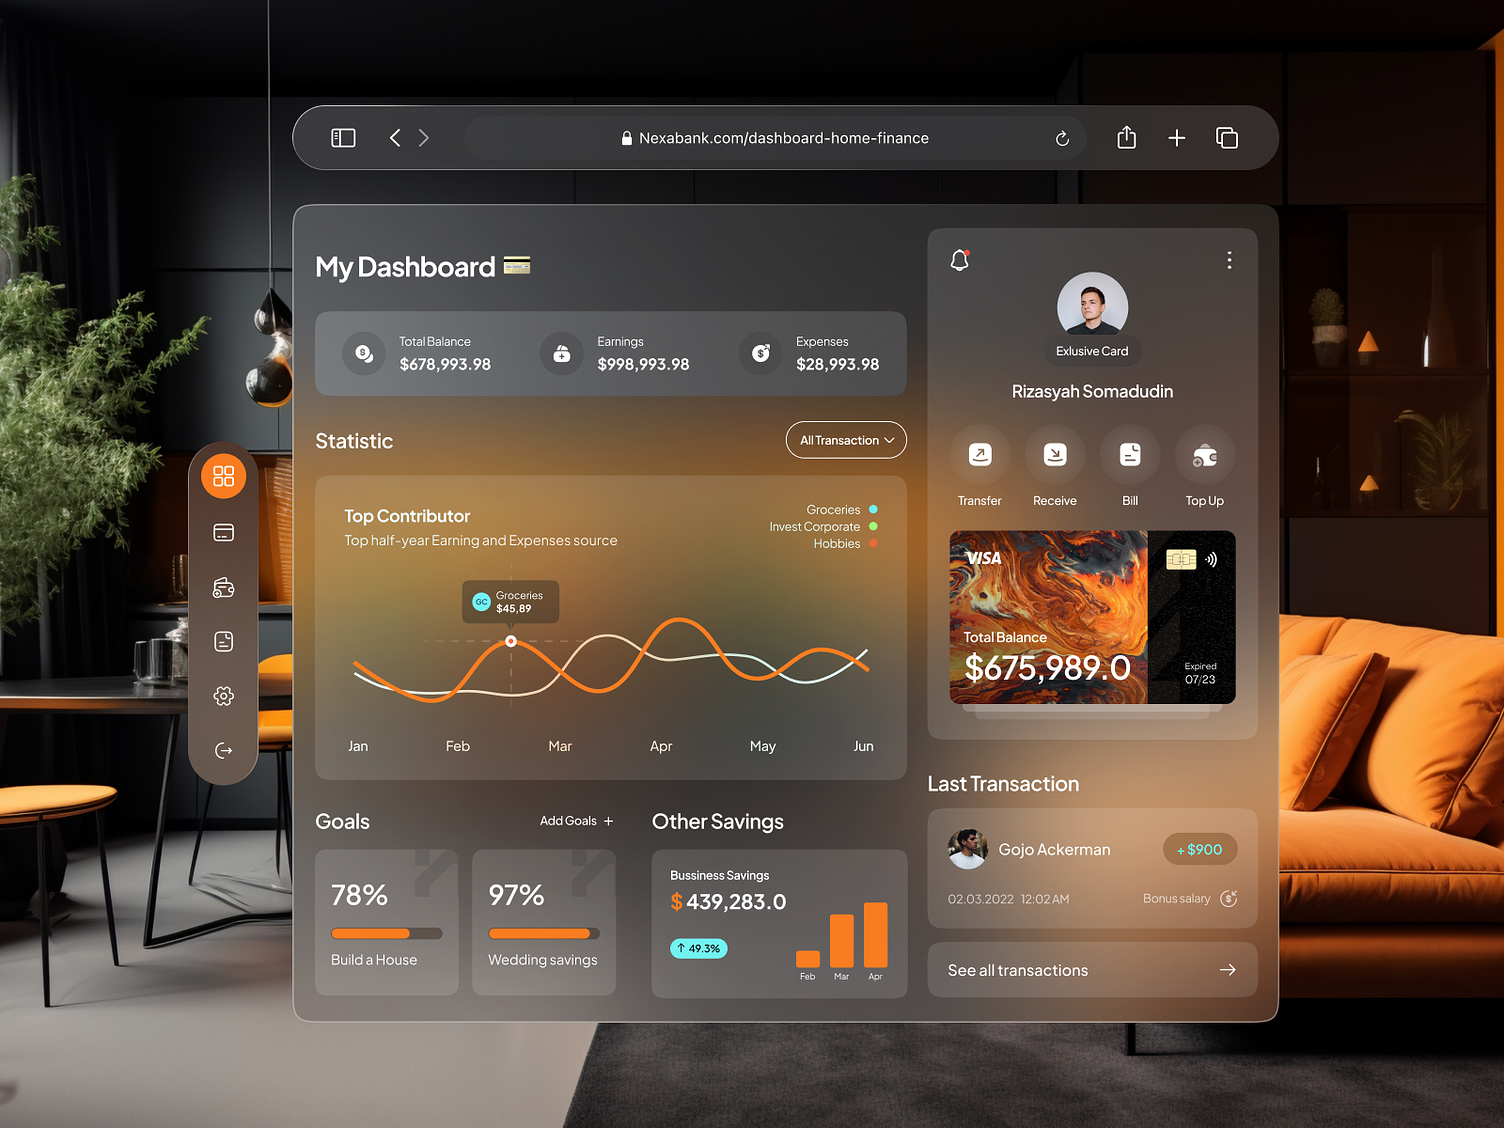 Nexabank.com/dashboard-home-finance
My Dashboard
Total Balance
$678,993.98
Earnings
$998,993.98
Expenses
$28,993.98
Statistic
All Transaction
Top Contributor
Top half-year Earning and Expenses source
Groceries
Invest Corporate
Hobbies
GC
Groceries
$45,89
Jan Feb Mar Apr May Jun
Goals
Add Goals +
78%
Build a House
97%
Wedding savings
Other Savings
Bussiness Savings
$ 439,283.0
↑ 49.3%
Feb Mar Apr
Exlusive Card
Rizasyah Somadudin
Transfer
Receive
Bill
Top Up
VISA
Total Balance
$675,989.0
Expired
07/23
Last Transaction
Gojo Ackerman
+ $900
02.03.2022 12:02 AM
Bonus salary
See all transactions